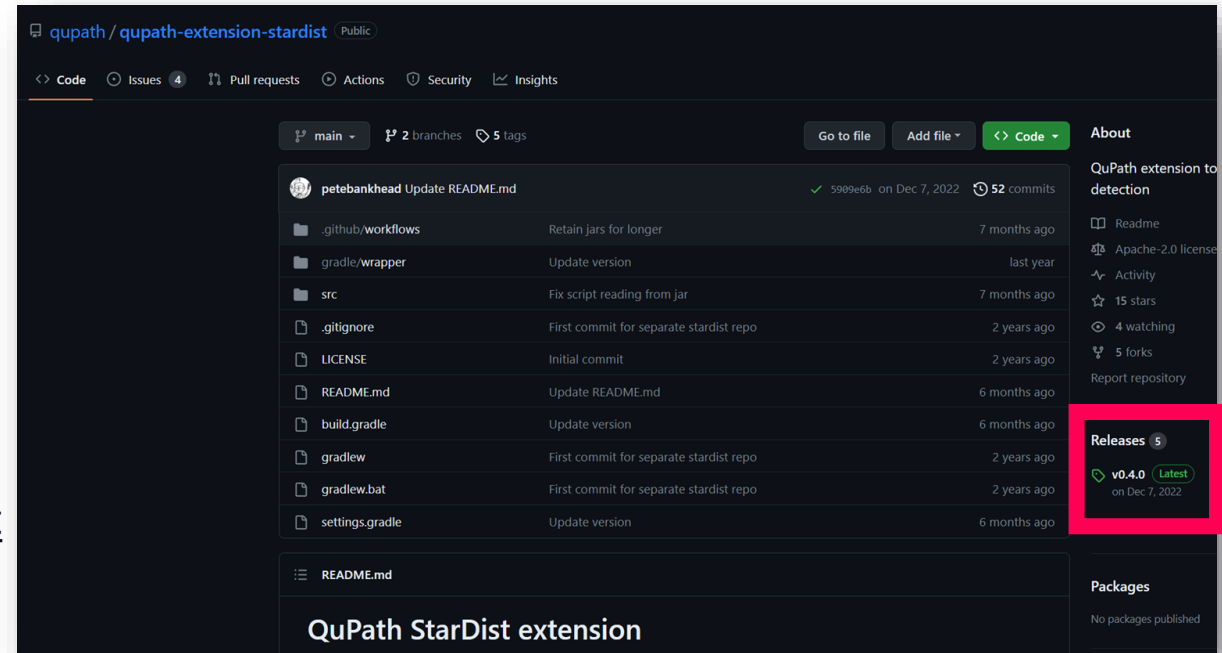 qupath / qupath-extension-stardist Public
Code Issues 4 Pull requests Actions Security Insights
main 2 branches 5 tags Go to file Add file Code
petebankhead Update README.md 5909e6b on Dec 7, 2022 52 commits
.github/workflows Retain jars for longer 7 months ago
gradle/wrapper Update version last year
src Fix script reading from jar 7 months ago
.gitignore First commit for separate stardist repo 2 years ago
LICENSE Initial commit 2 years ago
README.md Update README.md 6 months ago
build.gradle Update version 6 months ago
gradlew First commit for separate stardist repo 2 years ago
gradlew.bat First commit for separate stardist repo 2 years ago
settings.gradle Update version 6 months ago
README.md
QuPath StarDist extension
About
QuPath extension to
detection
Readme
Apache-2.0 license
Activity
15 stars
4 watching
5 forks
Report repository
Releases 5
v0.4.0 Latest
on Dec 7, 2022
Packages
No packages published